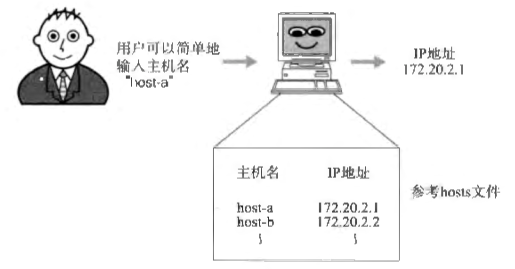 用户可以简单地
输入主机名
"host-a"
IP地址
172.20.2.1
主机名 IP地址
host-a 172.20.2.1
host-b 172.20.2.2
参考hosts文件